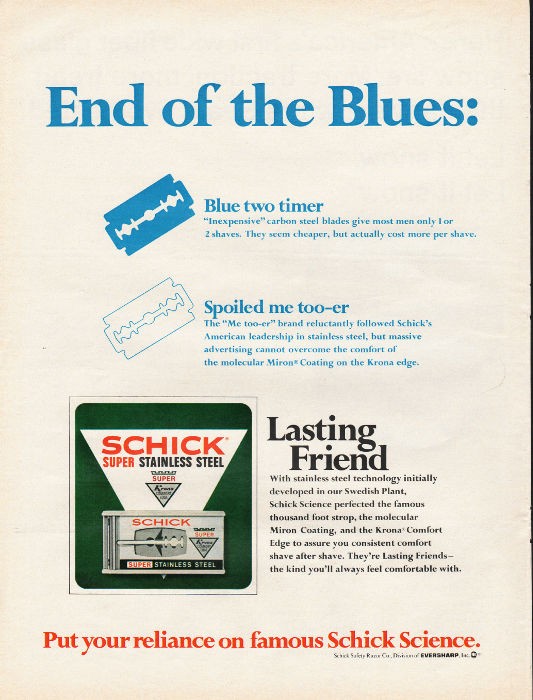 End of the Blues:
Blue two timer
“Inexpensive” carbon steel blades give most men only 1 or
2 shaves. They seem cheaper, but actually cost more per shave.
Spoiled me too-er
The “Me too-er” brand reluctantly followed Schick’s
American leadership in stainless steel, but massive
advertising cannot overcome the comfort of
the molecular Miron® Coating on the Krona edge.
SCHICK®
SUPER STAINLESS STEEL
SUPER
Krona
SCHICK
SUPER
Krona
SUPER STAINLESS STEEL
Lasting
Friend
With stainless steel technology initially
developed in our Swedish Plant,
Schick Science perfected the famous
thousand foot strop, the molecular
Miron Coating, and the Krona® Comfort
Edge to assure you consistent comfort
shave after shave. They’re Lasting Friends—
the kind you’ll always feel comfortable with.
Put your reliance on famous Schick Science.
Schick Safety Razor Co., Division of EVERSHARP, Inc.